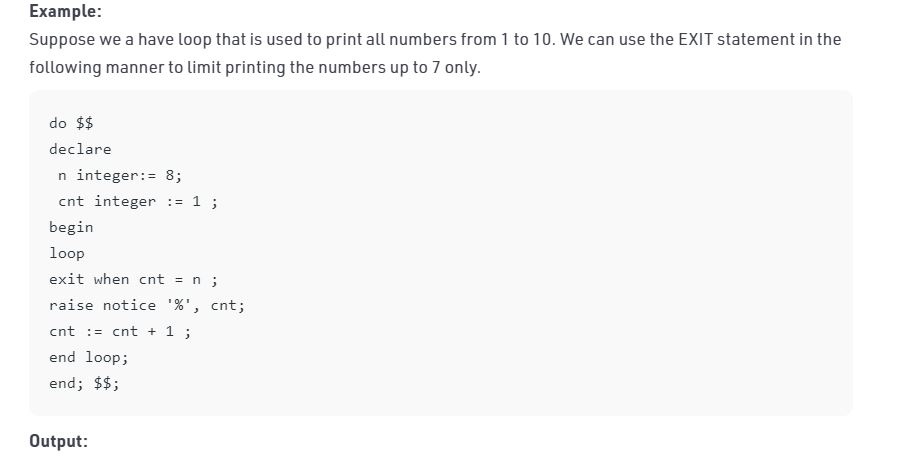 Example:
Suppose we a have loop that is used to print all numbers from 1 to 10. We can use the EXIT statement in the
following manner to limit printing the numbers up to 7 only.
do $$
declare
n integer:= 8;
cnt integer := 1 ;
begin
loop
exit when cnt = n ;
raise notice '%', cnt;
cnt := cnt + 1 ;
end loop;
end; $$;
Output: